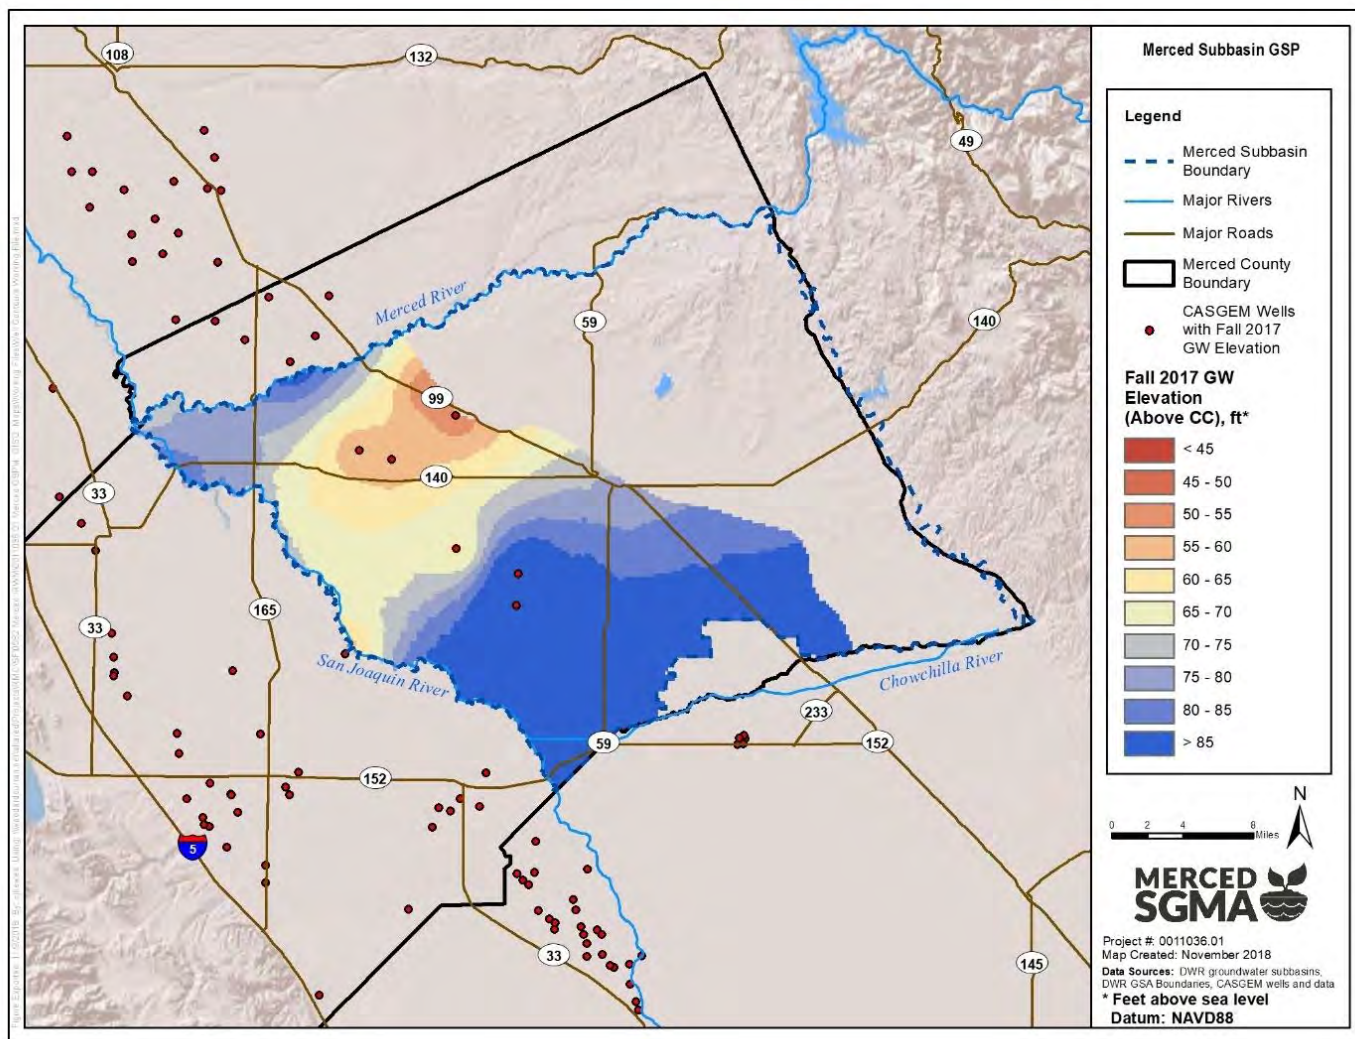 108
132
49
Merced River
59
140
99
140
33
165
33
San Joaquin River
Chowchilla River
233
59
152
152
5
33
145
Merced Subbasin GSP
Legend
Merced Subbasin
Boundary
Major Rivers
Major Roads
Merced County
Boundary
CASGEM Wells
with Fall 2017
GW Elevation
Fall 2017 GW
Elevation
(Above CC), ft*
< 45
45 - 50
50 - 55
55 - 60
60 - 65
65 - 70
70 - 75
75 - 80
80 - 85
> 85
N
0 2 4 8
Miles
MERCED
SGMA
Project #: 0011036.01
Map Created: November 2018
Data Sources: DWR groundwater subbasins,
DWR GSA Boundaries, CASGEM wells and data
* Feet above sea level
Datum: NAVD88